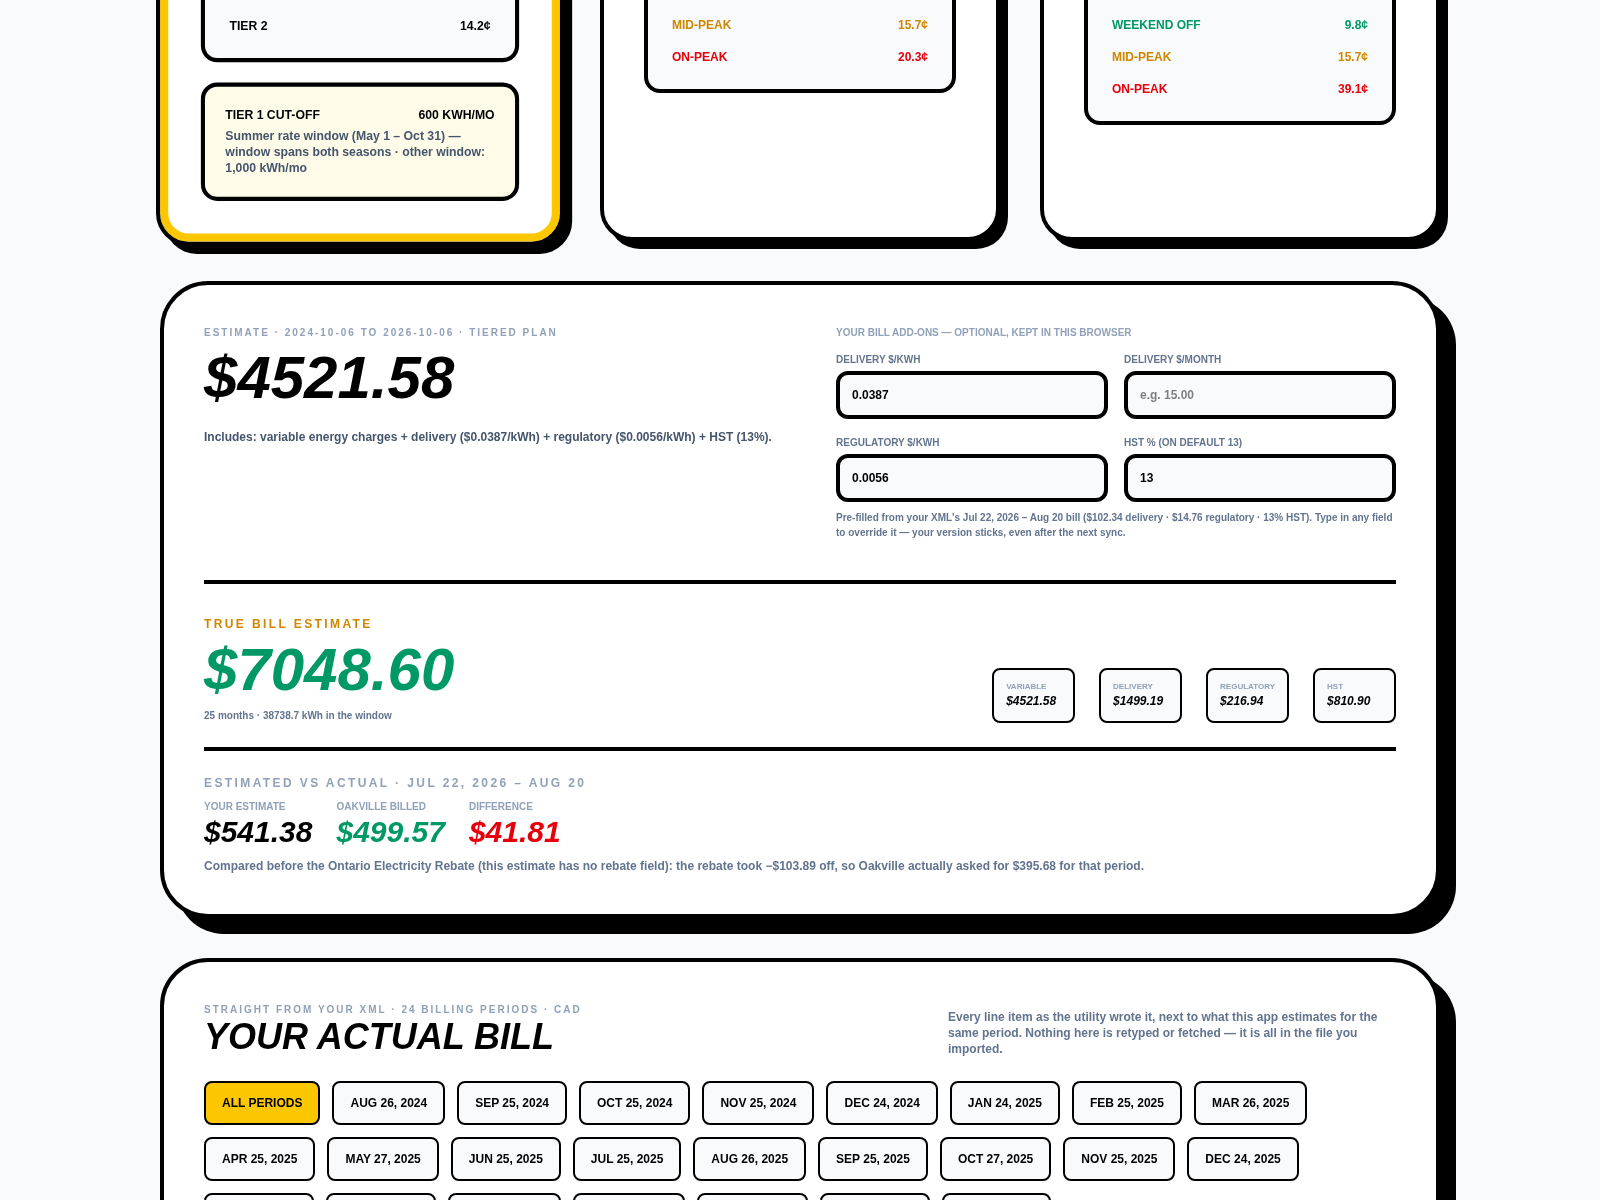 TIER 2 14.2¢
TIER 1 CUT-OFF 600 KWH/MO
Summer rate window (May 1 – Oct 31) —
window spans both seasons · other window:
1,000 kWh/mo
MID-PEAK 15.7¢
ON-PEAK 20.3¢
WEEKEND OFF 9.8¢
MID-PEAK 15.7¢
ON-PEAK 39.1¢
ESTIMATE · 2024-10-06 TO 2026-10-06 · TIERED PLAN
$4521.58
Includes: variable energy charges + delivery ($0.0387/kWh) + regulatory ($0.0056/kWh) + HST (13%).
YOUR BILL ADD-ONS — OPTIONAL, KEPT IN THIS BROWSER
DELIVERY $/KWH DELIVERY $/MONTH
0.0387 e.g. 15.00
REGULATORY $/KWH HST % (ON DEFAULT 13)
0.0056 13
Pre-filled from your XML's Jul 22, 2026 – Aug 20 bill ($102.34 delivery · $14.76 regulatory · 13% HST). Type in any field
to override it — your version sticks, even after the next sync.
TRUE BILL ESTIMATE
$7048.60
25 months · 38738.7 kWh in the window
VARIABLE DELIVERY REGULATORY HST
$4521.58 $1499.19 $216.94 $810.90
ESTIMATED VS ACTUAL · JUL 22, 2026 – AUG 20
YOUR ESTIMATE OAKVILLE BILLED DIFFERENCE
$541.38 $499.57 $41.81
Compared before the Ontario Electricity Rebate (this estimate has no rebate field): the rebate took −$103.89 off, so Oakville actually asked for $395.68 for that period.
STRAIGHT FROM YOUR XML · 24 BILLING PERIODS · CAD
YOUR ACTUAL BILL
Every line item as the utility wrote it, next to what this app estimates for the
same period. Nothing here is retyped or fetched — it is all in the file you
imported.
ALL PERIODS AUG 26, 2024 SEP 25, 2024 OCT 25, 2024 NOV 25, 2024 DEC 24, 2024 JAN 24, 2025 FEB 25, 2025 MAR 26, 2025
APR 25, 2025 MAY 27, 2025 JUN 25, 2025 JUL 25, 2025 AUG 26, 2025 SEP 25, 2025 OCT 27, 2025 NOV 25, 2025 DEC 24, 2025